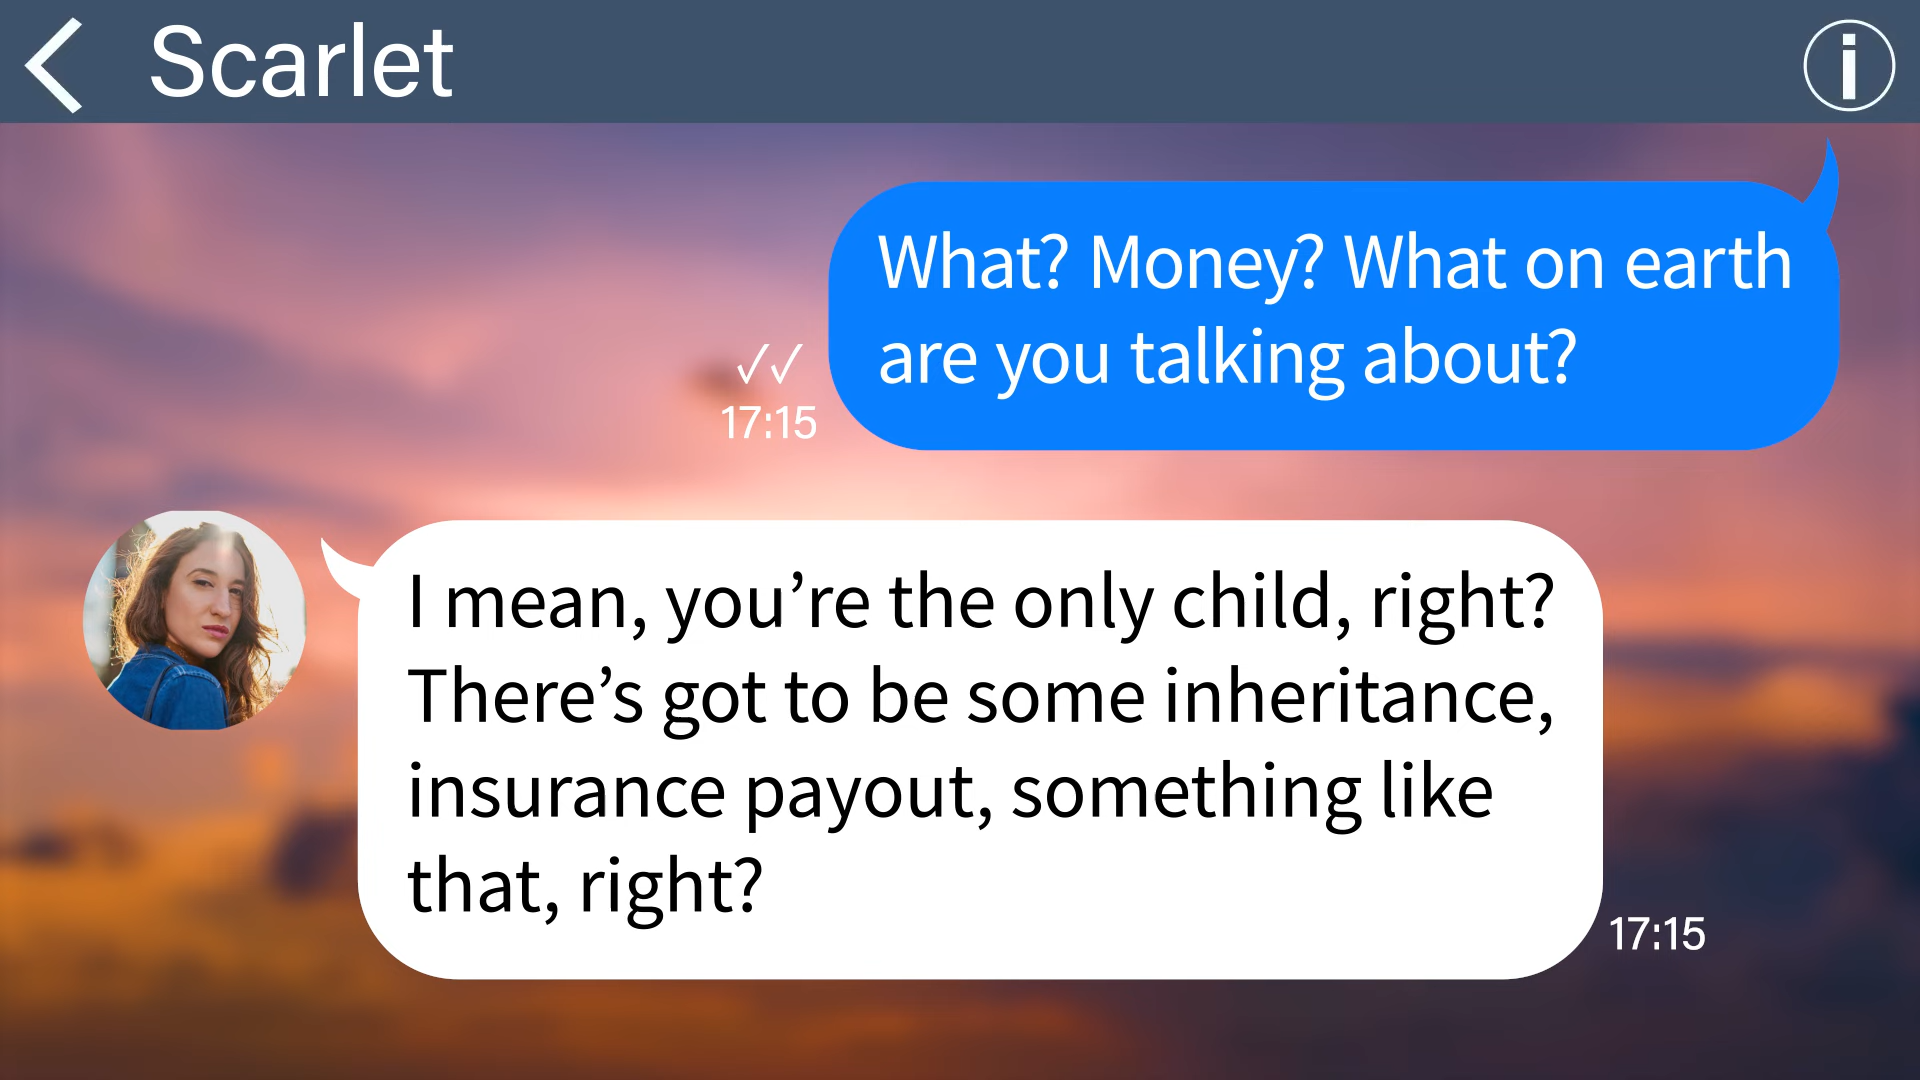 Scarlet
What? Money? What on earth
are you talking about?
✓✓
17:15
I mean, you’re the only child, right?
There’s got to be some inheritance,
insurance payout, something like
that, right?
17:15